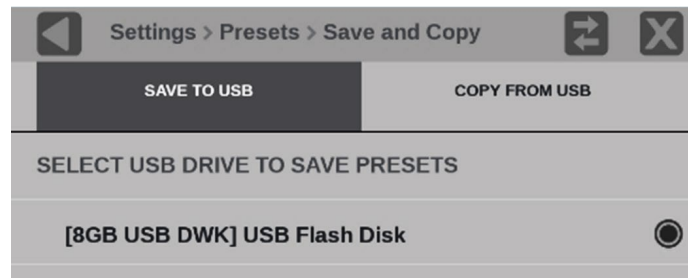 Settings > Presets > Save and Copy
SAVE TO USB
COPY FROM USB
SELECT USB DRIVE TO SAVE PRESETS
[8GB USB DWK] USB Flash Disk